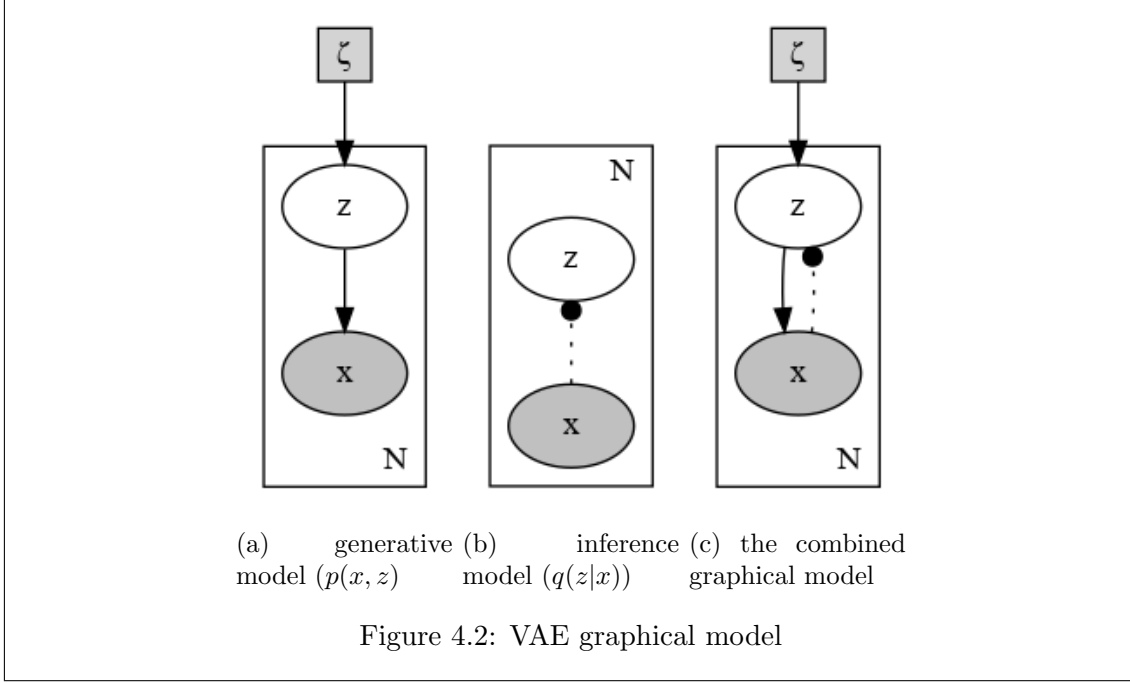 ζ
z
x
N
N
z
x
ζ
z
x
N
(a) generative
model (p(x, z)
(b) inference
model (q(z|x))
(c) the combined
graphical model
Figure 4.2: VAE graphical model